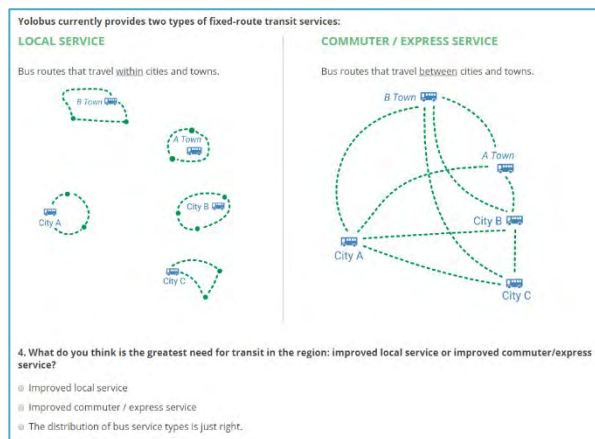 Yolobus currently provides two types of fixed-route transit services:
LOCAL SERVICE
Bus routes that travel within cities and towns.
B Town
A Town
City A
City B
City C
COMMUTER / EXPRESS SERVICE
Bus routes that travel between cities and towns.
B Town
A Town
City B
City A
City C
4. What do you think is the greatest need for transit in the region: improved local service or improved commuter/express
service?
Improved local service
Improved commuter / express service
The distribution of bus service types is just right.